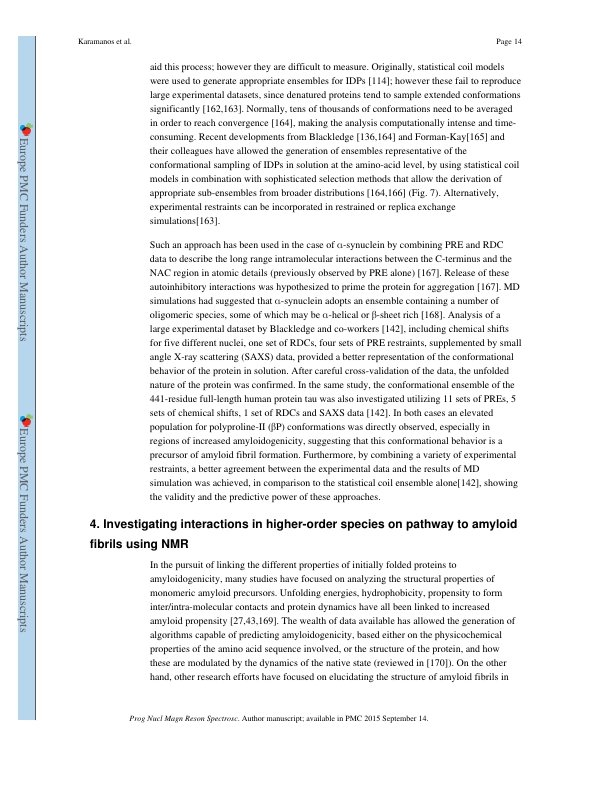 Karamanos et al.
Page 14
aid this process; however they are difficult to measure. Originally, statistical coil models
were used to generate appropriate ensembles for IDPs [114]; however these fail to reproduce
large experimental datasets, since denatured proteins tend to sample extended conformations
significantly [162,163]. Normally, tens of thousands of conformations need to be averaged
in order to reach convergence [164], making the analysis computationally intense and time-
consuming. Recent developments from Blackledge [136,164] and Forman-Kay[165] and
their colleagues have allowed the generation of ensembles representative of the
conformational sampling of IDPs in solution at the amino-acid level, by using statistical coil
models in combination with sophisticated selection methods that allow the derivation of
appropriate sub-ensembles from broader distributions [164,166] (Fig. 7). Alternatively,
experimental restraints can be incorporated in restrained or replica exchange
simulations[163].
Such an approach has been used in the case of α-synuclein by combining PRE and RDC
data to describe the long range intramolecular interactions between the C-terminus and the
NAC region in atomic details (previously observed by PRE alone) [167]. Release of these
autoinhibitory interactions was hypothesized to prime the protein for aggregation [167]. MD
simulations had suggested that α-synuclein adopts an ensemble containing a number of
oligomeric species, some of which may be α-helical or β-sheet rich [168]. Analysis of a
large experimental dataset by Blackledge and co-workers [142], including chemical shifts
for five different nuclei, one set of RDCs, four sets of PRE restraints, supplemented by small
angle X-ray scattering (SAXS) data, provided a better representation of the conformational
behavior of the protein in solution. After careful cross-validation of the data, the unfolded
nature of the protein was confirmed. In the same study, the conformational ensemble of the
441-residue full-length human protein tau was also investigated utilizing 11 sets of PREs, 5
sets of chemical shifts, 1 set of RDCs and SAXS data [142]. In both cases an elevated
population for polyproline-II (βP) conformations was directly observed, especially in
regions of increased amyloidogenicity, suggesting that this conformational behavior is a
precursor of amyloid fibril formation. Furthermore, by combining a variety of experimental
restraints, a better agreement between the experimental data and the results of MD
simulation was achieved, in comparison to the statistical coil ensemble alone[142], showing
the validity and the predictive power of these approaches.
4. Investigating interactions in higher-order species on pathway to amyloid
fibrils using NMR
In the pursuit of linking the different properties of initially folded proteins to
amyloidogenicity, many studies have focused on analyzing the structural properties of
monomeric amyloid precursors. Unfolding energies, hydrophobicity, propensity to form
inter/intra-molecular contacts and protein dynamics have all been linked to increased
amyloid propensity [27,43,169]. The wealth of data available has allowed the generation of
algorithms capable of predicting amyloidogenicity, based either on the physicochemical
properties of the amino acid sequence involved, or the structure of the protein, and how
these are modulated by the dynamics of the native state (reviewed in [170]). On the other
hand, other research efforts have focused on elucidating the structure of amyloid fibrils in
Prog Nucl Magn Reson Spectrosc. Author manuscript; available in PMC 2015 September 14.
Europe PMC Funders Author Manuscripts
Europe PMC Funders Author Manuscripts